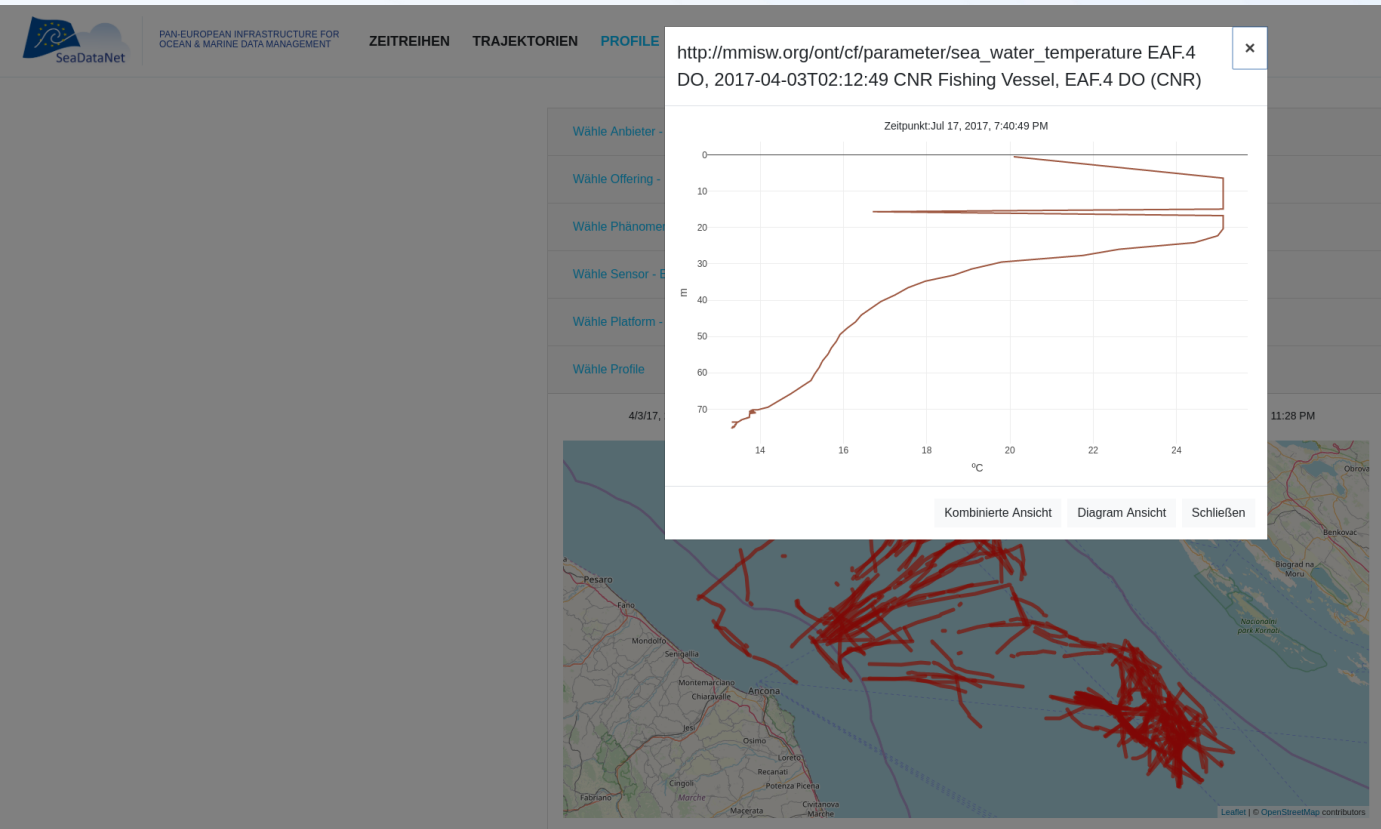 SeaDataNet
PAN-EUROPEAN INFRASTRUCTURE FOR
OCEAN & MARINE DATA MANAGEMENT
ZEITREIHEN TRAJEKTORIEN PROFILE
http://mmisw.org/ont/cf/parameter/sea_water_temperature EAF.4
DO, 2017-04-03T02:12:49 CNR Fishing Vessel, EAF.4 DO (CNR)
×
Zeitpunkt:Jul 17, 2017, 7:40:49 PM
0
10
20
30
40
50
60
70
m
14 16 18 20 22 24
ºC
Kombinierte Ansicht
Diagram Ansicht
Schließen
Wähle Anbieter -
Wähle Offering -
Wähle Sensor -
Wähle Platform -
Wähle Profile
4/3/17,
11:28 PM
Benkovac
Biograd na
Moru
Nacionalni
park Kornati
Pesaro
Fano
Mondolfo
Senigallia
Montemarciano
Chiaravalle
Ancona
Jesi
Osimo
Loreto
Recanati
Cingoli
Potenza Picena
Fabriano
Marche
Civitanova
Marche
Macerata
Leaflet | © OpenStreetMap contributors